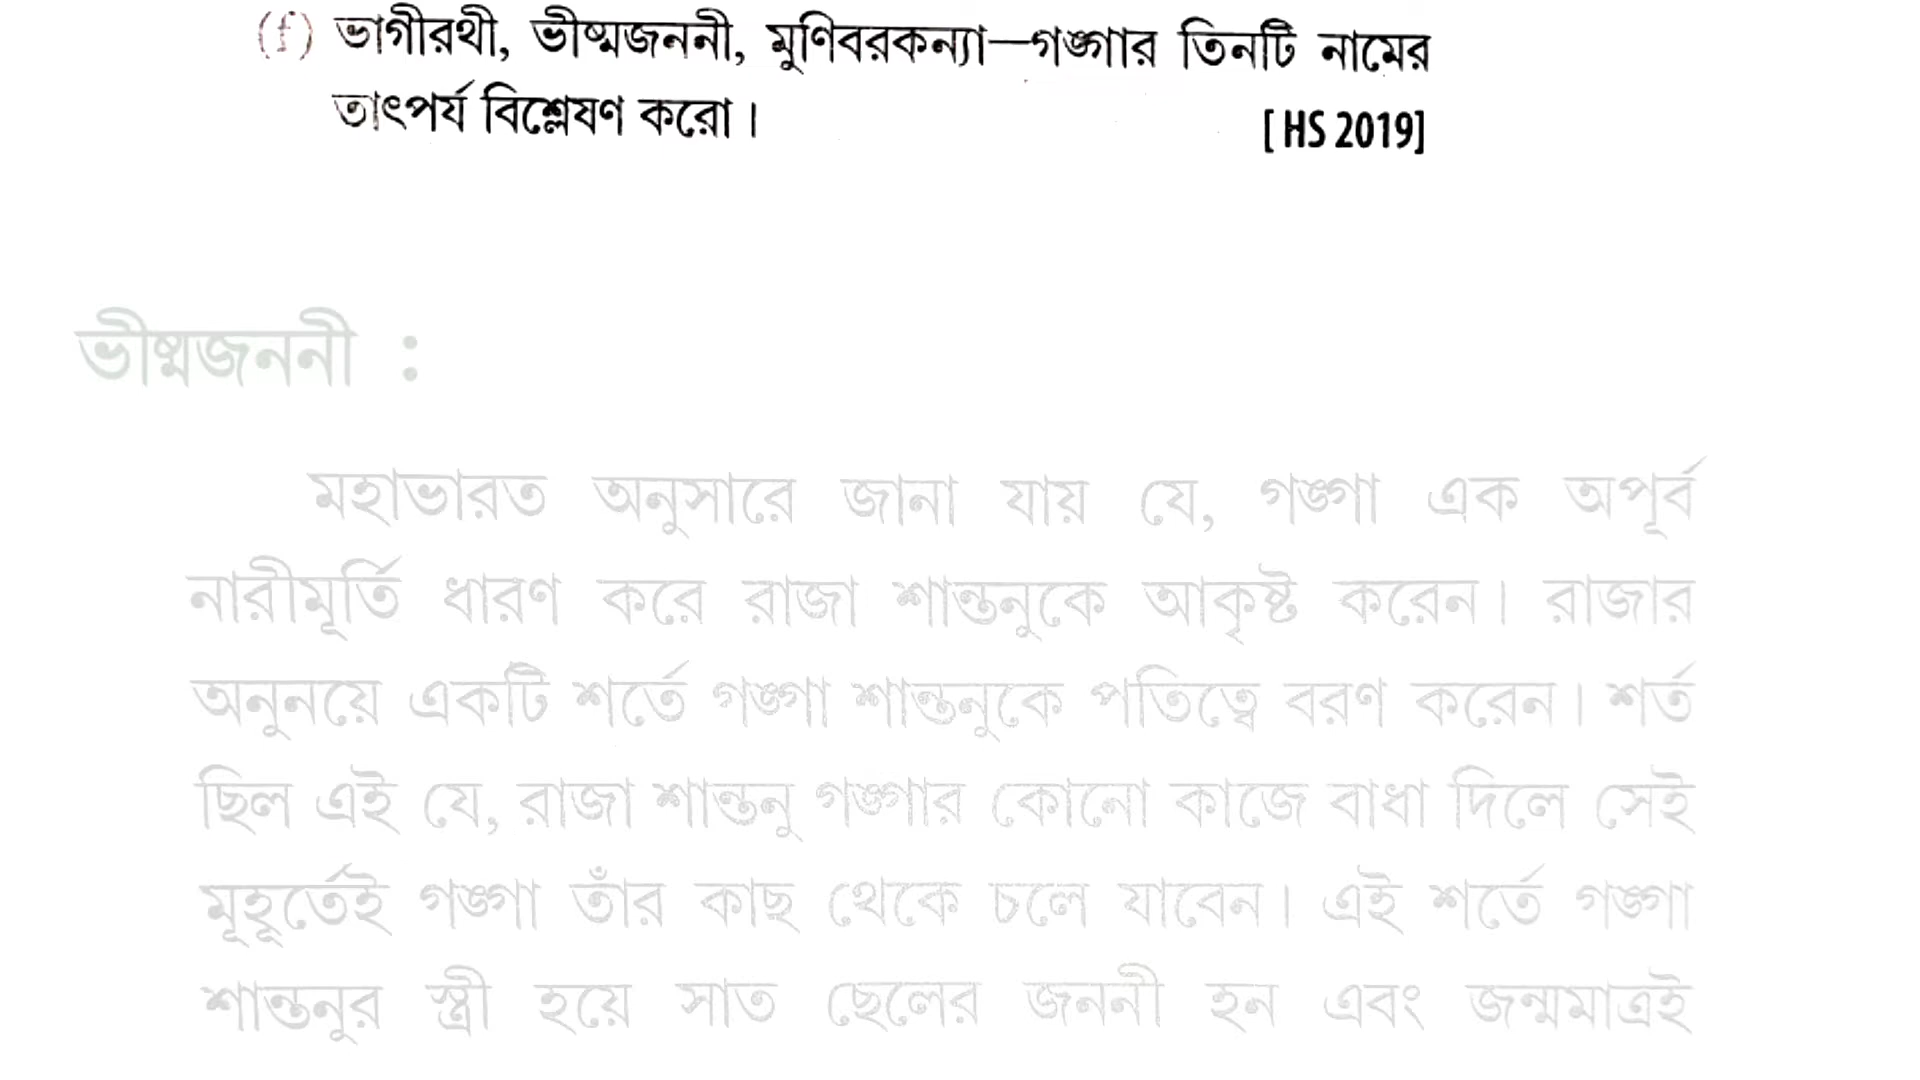 (f) ভাগীরথী, ভীষ্মজননী, মুণিবরকন্যা—গঙ্গার তিনটি নামের
তাৎপর্য বিশ্লেষণ করো।
[ HS 2019]
ভীষ্মজননী :
মহাভারত অনুসারে জানা যায় যে, গঙ্গা এক অপূর্ব
নারীমূর্তি ধারণ করে রাজা শান্তনুকে আকৃষ্ট করেন। রাজার
অনুনয়ে একটি শর্তে গঙ্গা শান্তনুকে পতিত্বে বরণ করেন। শর্ত
ছিল এই যে, রাজা শান্তনু গঙ্গার কোনো কাজে বাধা দিলে সেই
মূহূর্তেই গঙ্গা তাঁর কাছ থেকে চলে যাবেন। এই শর্তে গঙ্গা
শান্তনুর স্ত্রী হয়ে সাত ছেলের জননী হন এবং জন্মমাত্রই